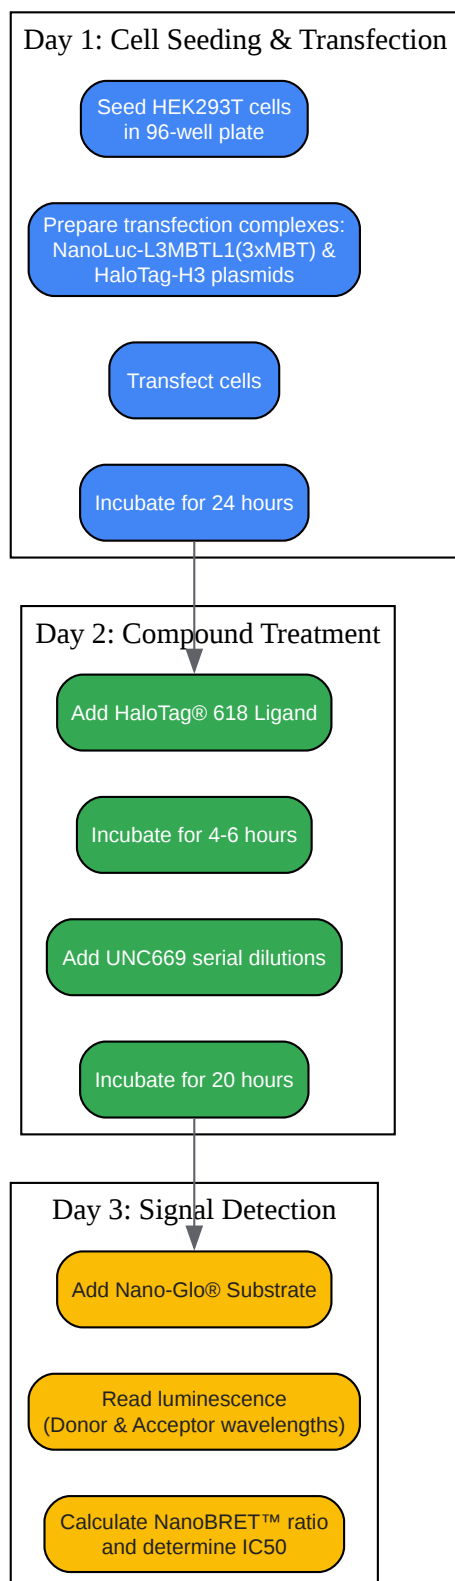 Day 1: Cell Seeding & Transfection
Seed HEK293T cells
in 96-well plate
Prepare transfection complexes:
NanoLuc-L3MBTL1(3xMBT) &
HaloTag-H3 plasmids
Transfect cells
Incubate for 24 hours
Day 2: Compound Treatment
Add HaloTag® 618 Ligand
Incubate for 4-6 hours
Add UNC669 serial dilutions
Incubate for 20 hours
Day 3: Signal Detection
Add Nano-Glo® Substrate
Read luminescence
(Donor & Acceptor wavelengths)
Calculate NanoBRET™ ratio
and determine IC50